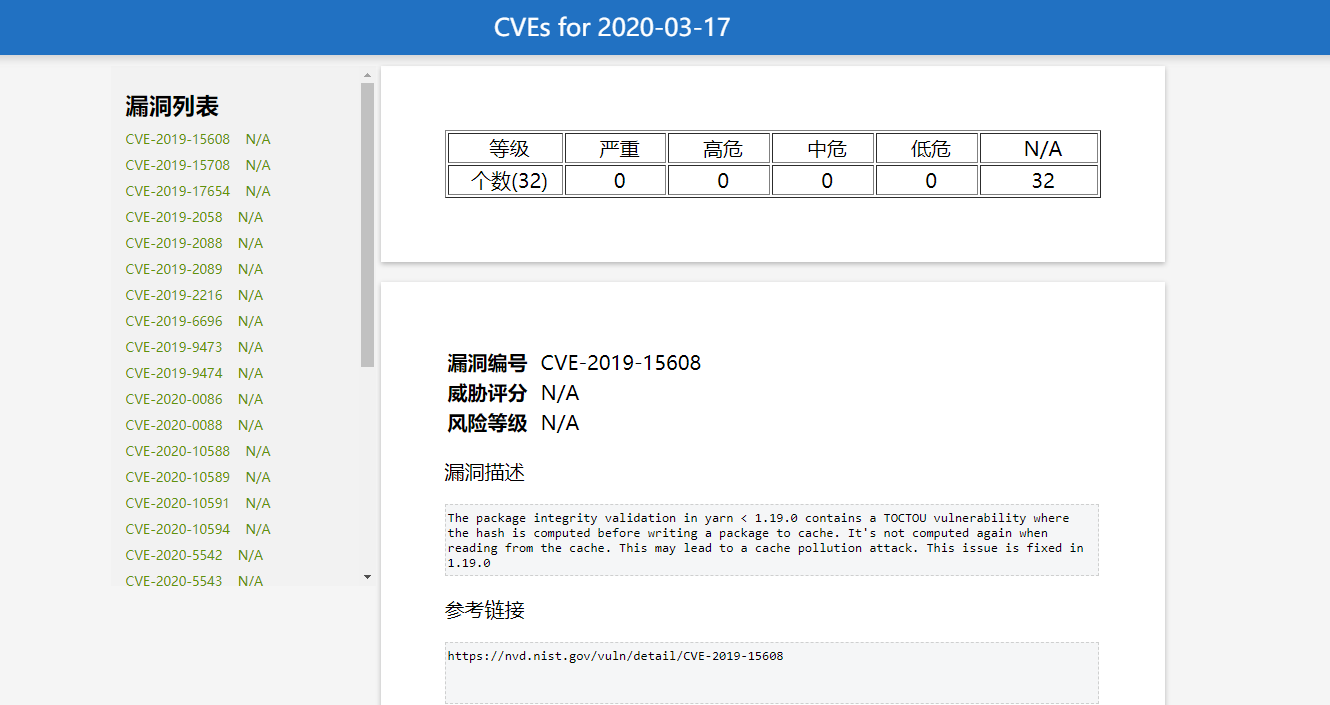 CVEs for 2020-03-17
漏洞列表
CVE-2019-15608 N/A
CVE-2019-15708 N/A
CVE-2019-17654 N/A
CVE-2019-2058 N/A
CVE-2019-2088 N/A
CVE-2019-2089 N/A
CVE-2019-2216 N/A
CVE-2019-6696 N/A
CVE-2019-9473 N/A
CVE-2019-9474 N/A
CVE-2020-0086 N/A
CVE-2020-0088 N/A
CVE-2020-10588 N/A
CVE-2020-10589 N/A
CVE-2020-10591 N/A
CVE-2020-10594 N/A
CVE-2020-5542 N/A
CVE-2020-5543 N/A
等级 严重 高危 中危 低危 N/A
个数(32) 0 0 0 0 32
漏洞编号 CVE-2019-15608
威胁评分 N/A
风险等级 N/A
漏洞描述
The package integrity validation in yarn < 1.19.0 contains a TOCTOU vulnerability where
the hash is computed before writing a package to cache. It's not computed again when
reading from the cache. This may lead to a cache pollution attack. This issue is fixed in
1.19.0
参考链接
https://nvd.nist.gov/vuln/detail/CVE-2019-15608